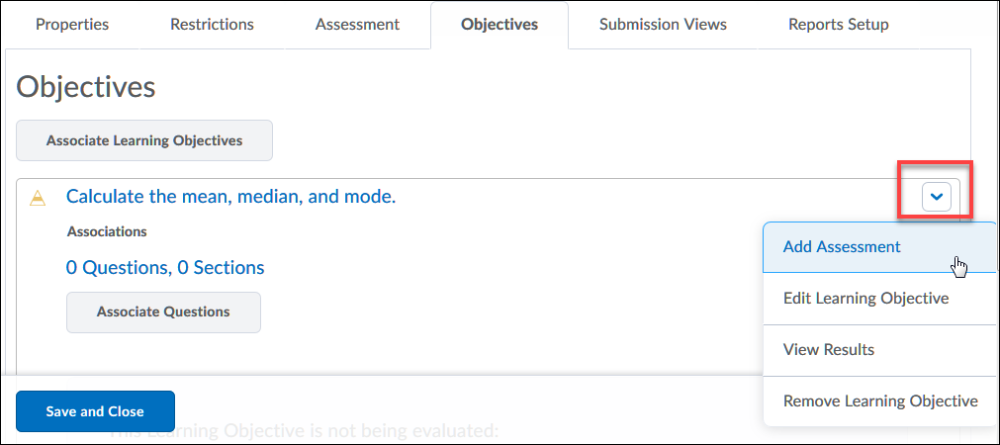 Properties Restrictions Assessment Objectives Submission Views Reports Setup
Objectives
Associate Learning Objectives
Calculate the mean, median, and mode.
Associations
Add Assessment
0 Questions, 0 Sections
Edit Learning Objective
Associate Questions
View Results
Remove Learning Objective
Save and Close
This Learning Objective is not being evaluated: